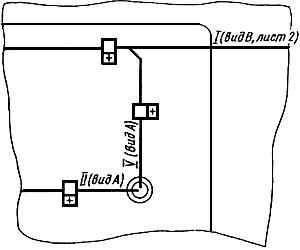 I (вид В, лист 2)
V (вид А)
II (вид А)